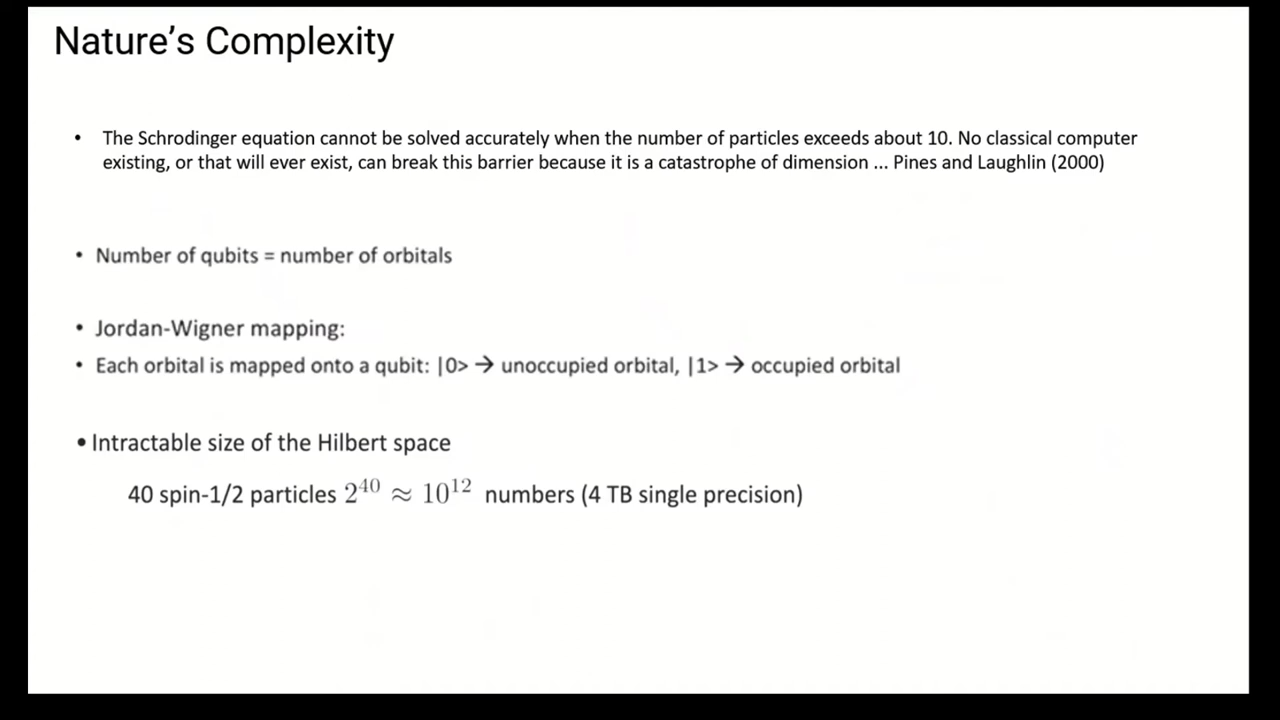 Nature’s Complexity
• The Schrodinger equation cannot be solved accurately when the number of particles exceeds about 10. No classical computer
existing, or that will ever exist, can break this barrier because it is a catastrophe of dimension ... Pines and Laughlin (2000)
• Number of qubits = number of orbitals
• Jordan-Wigner mapping:
• Each orbital is mapped onto a qubit: |0> → unoccupied orbital, |1> → occupied orbital
• Intractable size of the Hilbert space
40 spin-1/2 particles 2⁴⁰ ≈ 10¹² numbers (4 TB single precision)